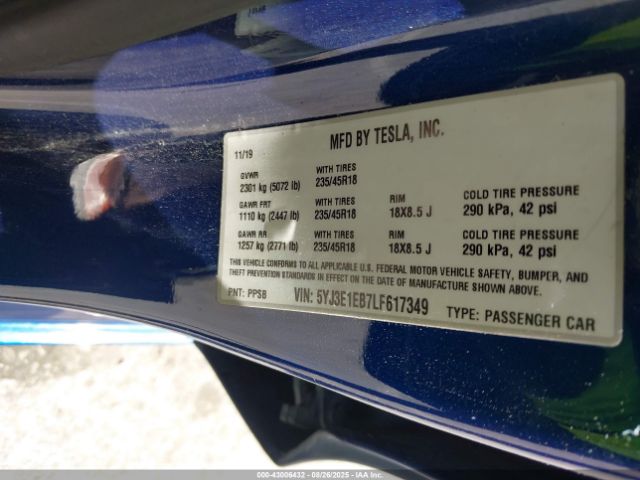 MFD BY TESLA, INC.
11/19
GVWR WITH TIRES
2301 kg (5072 lb) 235/45R18
GAWR FRT WITH TIRES RIM COLD TIRE PRESSURE
1110 kg (2447 lb) 235/45R18 18X8.5 J 290 kPa, 42 psi
GAWR RR WITH TIRES RIM COLD TIRE PRESSURE
1257 kg (2771 lb) 235/45R18 18X8.5 J 290 kPa, 42 psi
THIS VEHICLE CONFORMS TO ALL APPLICABLE U.S. FEDERAL MOTOR VEHICLE SAFETY, BUMPER, AND
THEFT PREVENTION STANDARDS IN EFFECT ON THE DATE OF MANUFACTURE SHOWN ABOVE.
PNT: PPSB VIN: 5YJ3E1EB7LF617349 TYPE: PASSENGER CAR
000-43006432 - 08/26/2025 - IAAI.COM